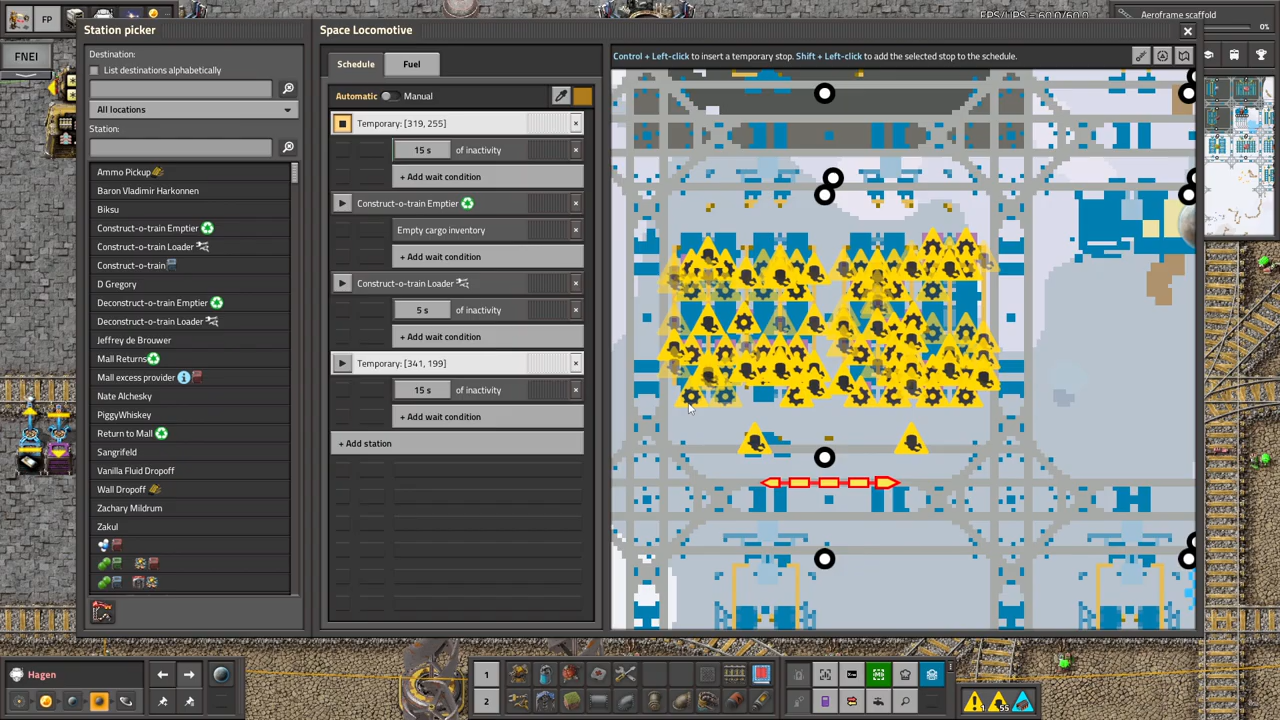 FP
FPS/UPS = 60.0/60.0
Aeroframe scaffold
0%
FNEI
Station picker
Destination:
List destinations alphabetically
All locations
Station:
Ammo Pickup
Baron Vladimir Harkonnen
Biksu
Construct-o-train Emptier
Construct-o-train Loader
Construct-o-train
D Gregory
Deconstruct-o-train Emptier
Deconstruct-o-train Loader
Jeffrey de Brouwer
Mall Returns
Mall excess provider
Nate Alchesky
PiggyWhiskey
Return to Mall
Sangrifeld
Vanilla Fluid Dropoff
Wall Dropoff
Zachary Mildrum
Zakul
Space Locomotive
Schedule
Fuel
Automatic
Manual
Temporary: [319, 255]
15 s
of inactivity
+ Add wait condition
Construct-o-train Emptier
Empty cargo inventory
+ Add wait condition
Construct-o-train Loader
5 s
of inactivity
+ Add wait condition
Temporary: [341, 199]
15 s
of inactivity
+ Add wait condition
+ Add station
Control + Left-click to insert a temporary stop. Shift + Left-click to add the selected stop to the schedule.
Hagen
1
2
1
55